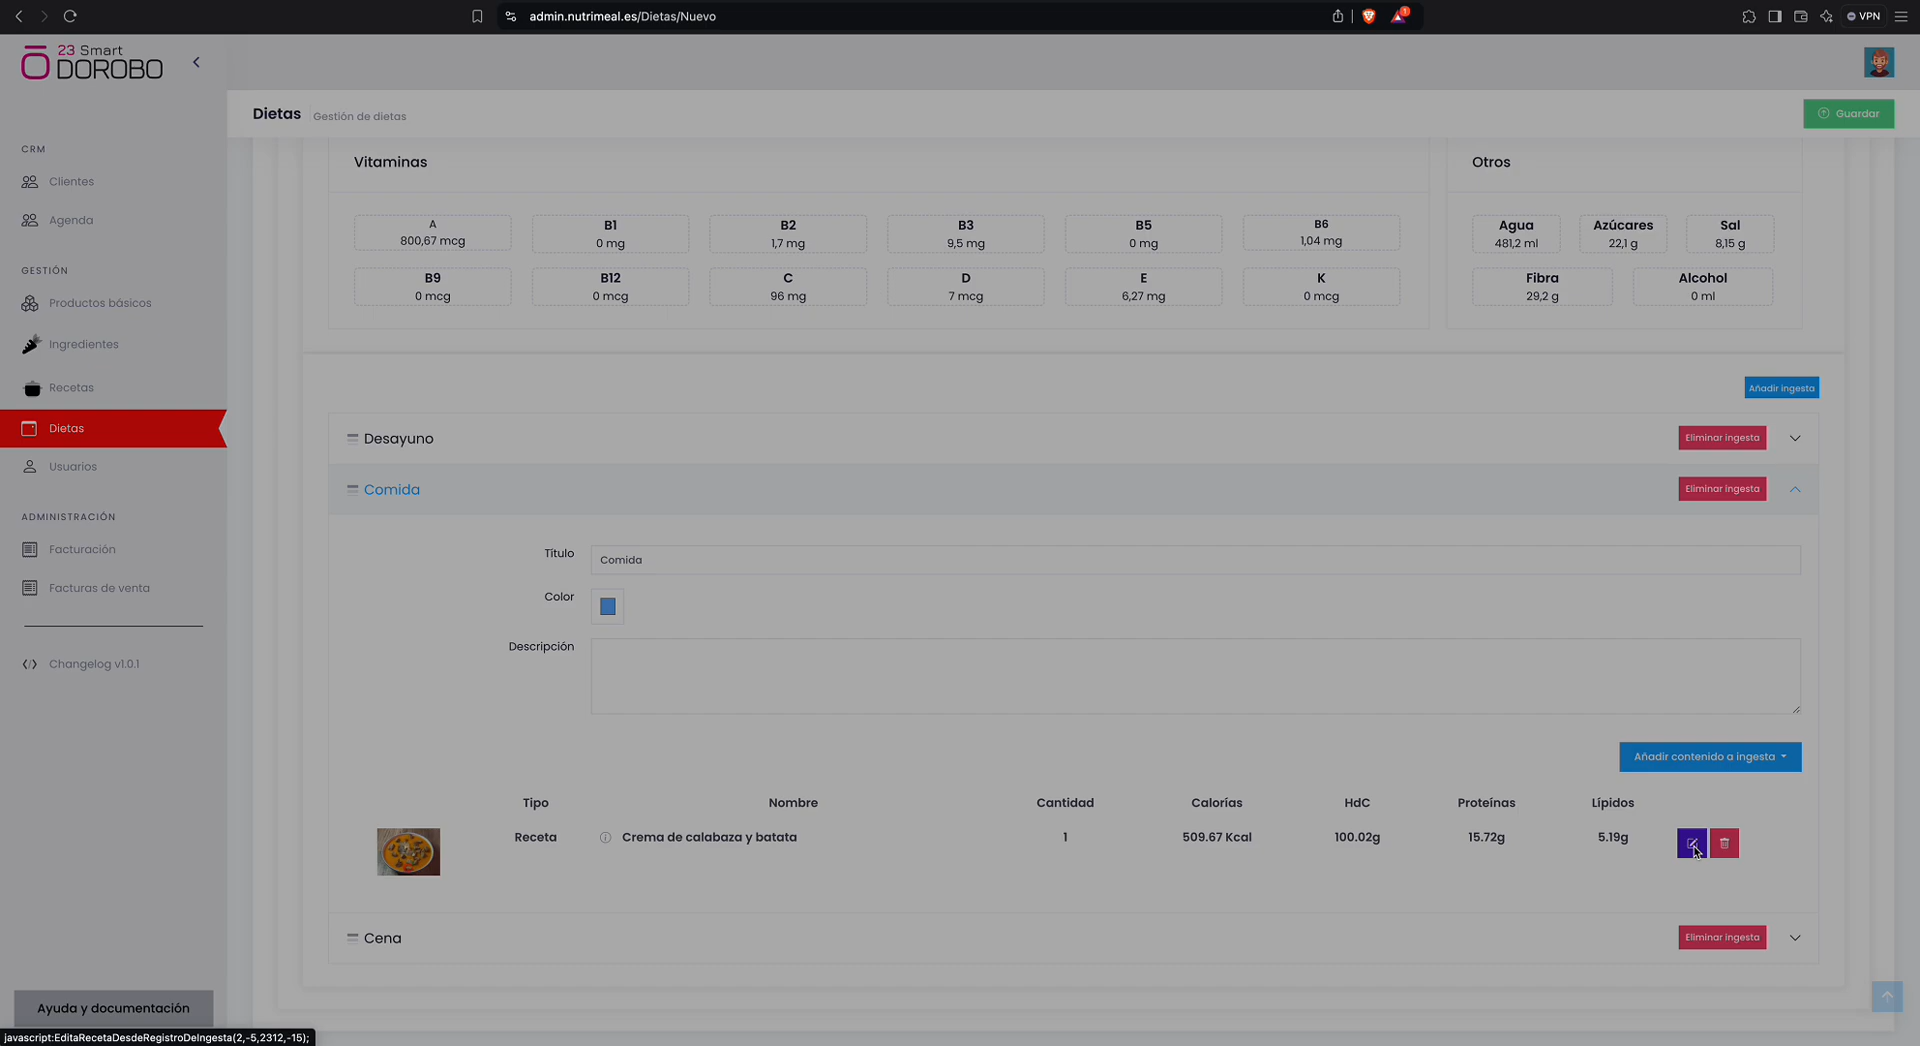 admin.nutrimeal.es/Dietas/Nuevo
1
VPN
23 Smart
DOROBO
Dietas
Gestión de dietas
Guardar
CRM
Clientes
Agenda
GESTIÓN
Productos básicos
Ingredientes
Recetas
Dietas
Usuarios
ADMINISTRACIÓN
Facturación
Facturas de venta
Changelog v1.0.1
Ayuda y documentación
Vitaminas
A
800,67 mcg
B1
0 mg
B2
1,7 mg
B3
9,5 mg
B5
0 mg
B6
1,04 mg
B9
0 mcg
B12
0 mcg
C
96 mg
D
7 mcg
E
6,27 mg
K
0 mcg
Otros
Agua
481,2 ml
Azúcares
22,1 g
Sal
8,15 g
Fibra
29,2 g
Alcohol
0 ml
Añadir ingesta
Desayuno
Eliminar ingesta
Comida
Eliminar ingesta
Título
Comida
Color
Descripción
Añadir contenido a ingesta
Tipo Nombre Cantidad Calorías HdC Proteínas Lípidos
Receta Crema de calabaza y batata 1 509.67 Kcal 100.02g 15.72g 5.19g
Cena
Eliminar ingesta
javascript:EditaRecetaDesdeRegistroDeIngesta(2,-5,2312,-15);